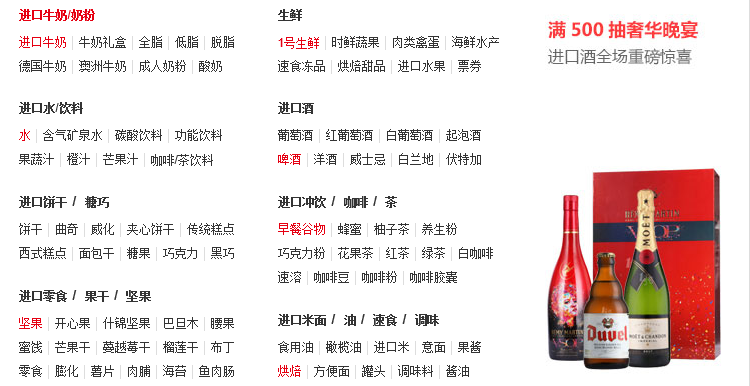 进口牛奶/奶粉
进口牛奶 牛奶礼盒 全脂 低脂 脱脂
德国牛奶 澳洲牛奶 成人奶粉 酸奶
进口水/饮料
水 含气矿泉水 碳酸饮料 功能饮料
果蔬汁 橙汁 芒果汁 咖啡/茶饮料
进口饼干 / 糖巧
饼干 曲奇 威化 夹心饼干 传统糕点
西式糕点 面包干 糖果 巧克力 黑巧
进口零食 / 果干 / 坚果
坚果 开心果 什锦坚果 巴旦木 腰果
蜜饯 芒果干 蔓越莓干 榴莲干 布丁
零食 膨化 薯片 肉脯 海苔 鱼肉肠
生鲜
1号生鲜 时鲜蔬果 肉类禽蛋 海鲜水产
速食冻品 烘焙甜品 进口水果 票券
进口酒
葡萄酒 红葡萄酒 白葡萄酒 起泡酒
啤酒 洋酒 威士忌 白兰地 伏特加
进口冲饮 / 咖啡 / 茶
早餐谷物 蜂蜜 柚子茶 养生粉
巧克力粉 花果茶 红茶 绿茶 白咖啡
速溶 咖啡豆 咖啡粉 咖啡胶囊
进口米面 / 油 / 速食 / 调味
食用油 橄榄油 进口米 意面 果酱
烘焙 方便面 罐头 调味料 酱油
满 500 抽奢华晚宴
进口酒全场重磅惊喜
VSOP
MOËT
Duvel
MOËT & CHANDON
IMPERIAL